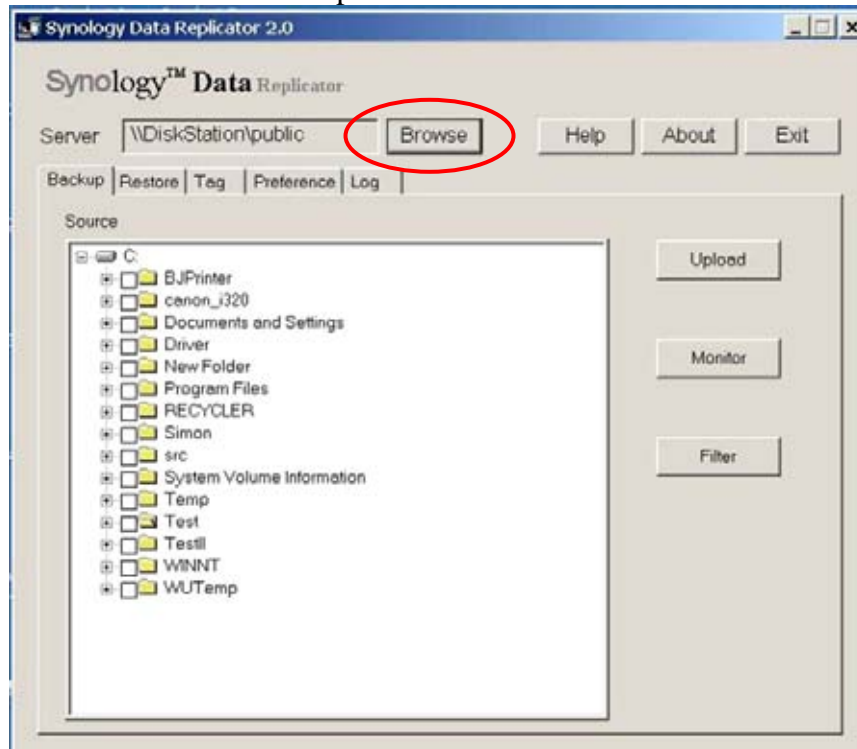 Synology Data Replicator 2.0
Synology™ Data Replicator
Server \\DiskStation\public Browse Help About Exit
Backup Restore Tag Preference Log
Source
C:
BJPrinter
canon_i320
Documents and Settings
Driver
New Folder
Program Files
RECYCLER
Simon
src
System Volume Information
Temp
Test
TestII
WINNT
WUTemp
Upload
Monitor
Filter